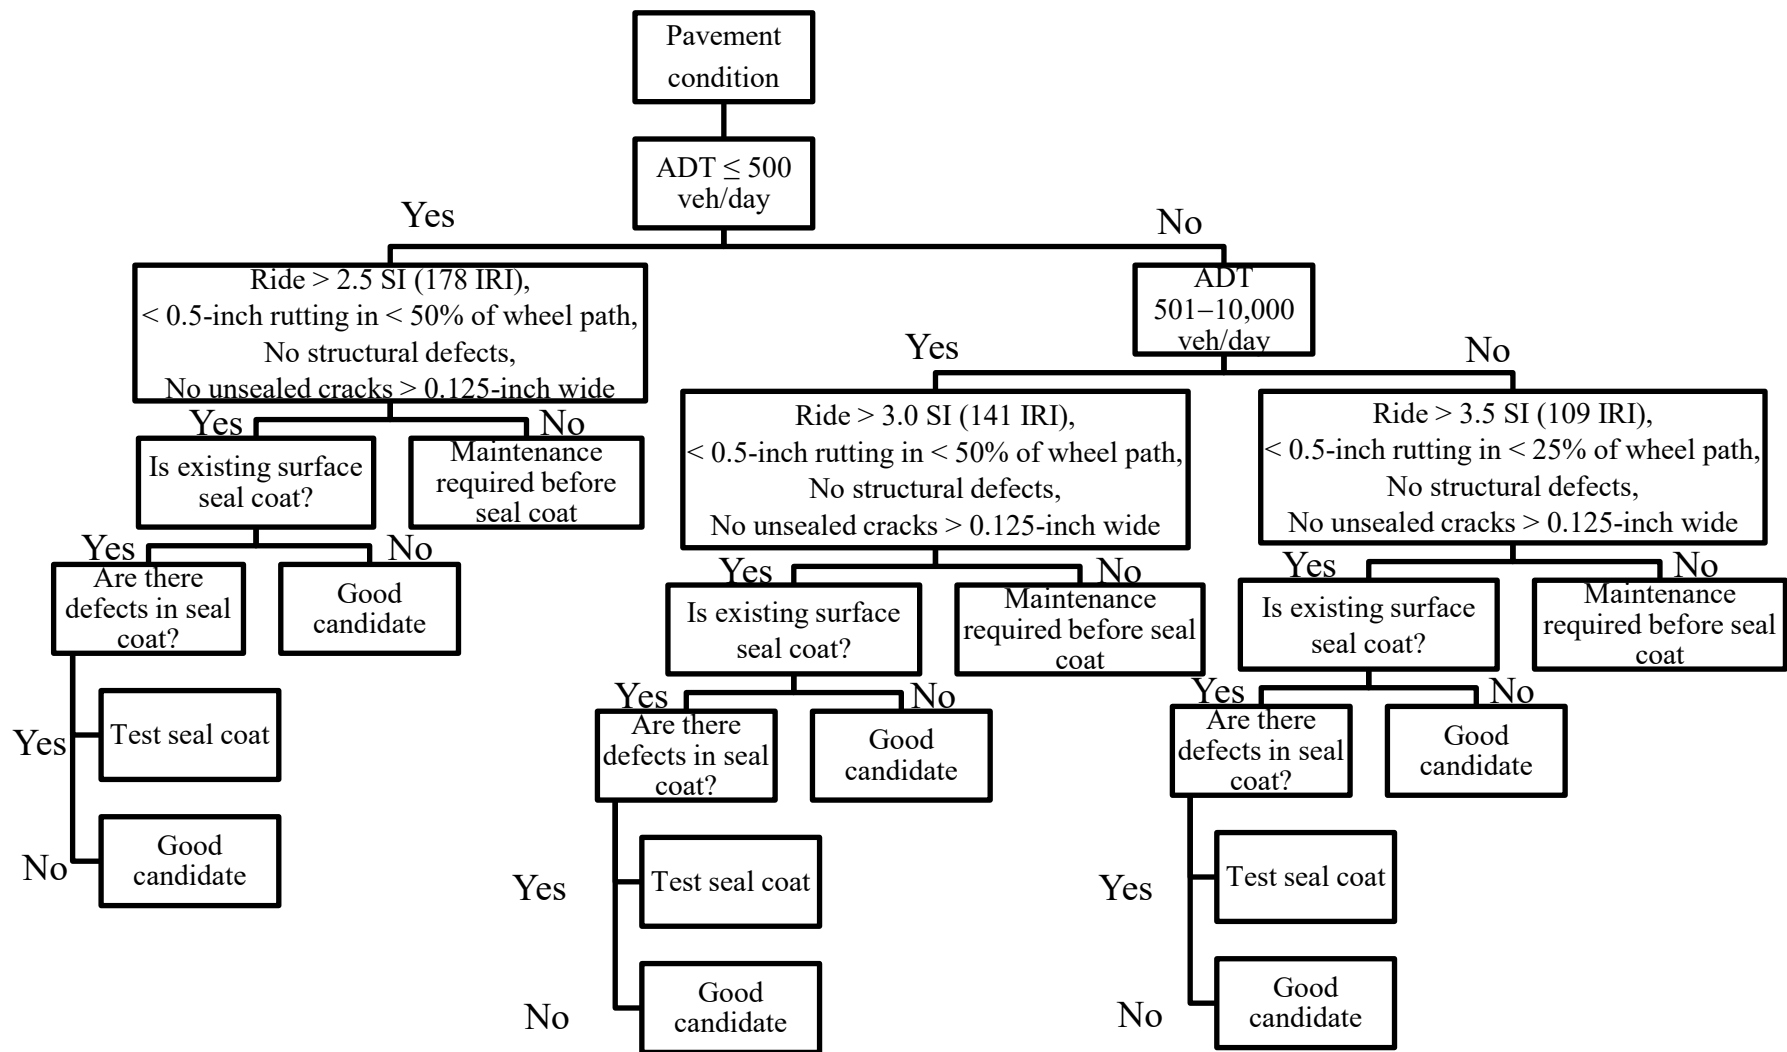 Pavement
condition
ADT ≤ 500
veh/day
Yes
No
Ride > 2.5 SI (178 IRI),
< 0.5-inch rutting in < 50% of wheel path,
No structural defects,
No unsealed cracks > 0.125-inch wide
ADT
501–10,000
veh/day
Yes
No
Yes
No
Is existing surface
seal coat?
Maintenance
required before
seal coat
Ride > 3.0 SI (141 IRI),
< 0.5-inch rutting in < 50% of wheel path,
No structural defects,
No unsealed cracks > 0.125-inch wide
Ride > 3.5 SI (109 IRI),
< 0.5-inch rutting in < 25% of wheel path,
No structural defects,
No unsealed cracks > 0.125-inch wide
Yes
No
Are there
defects in seal
coat?
Good
candidate
Yes
Test seal coat
No
Good
candidate
Yes
No
Is existing surface
seal coat?
Maintenance
required before seal
coat
Yes
No
Are there
defects in seal
coat?
Good
candidate
Yes
Test seal coat
No
Good
candidate
Yes
No
Is existing surface
seal coat?
Maintenance
required before seal
coat
Yes
No
Are there
defects in seal
coat?
Good
candidate
Yes
Test seal coat
No
Good
candidate